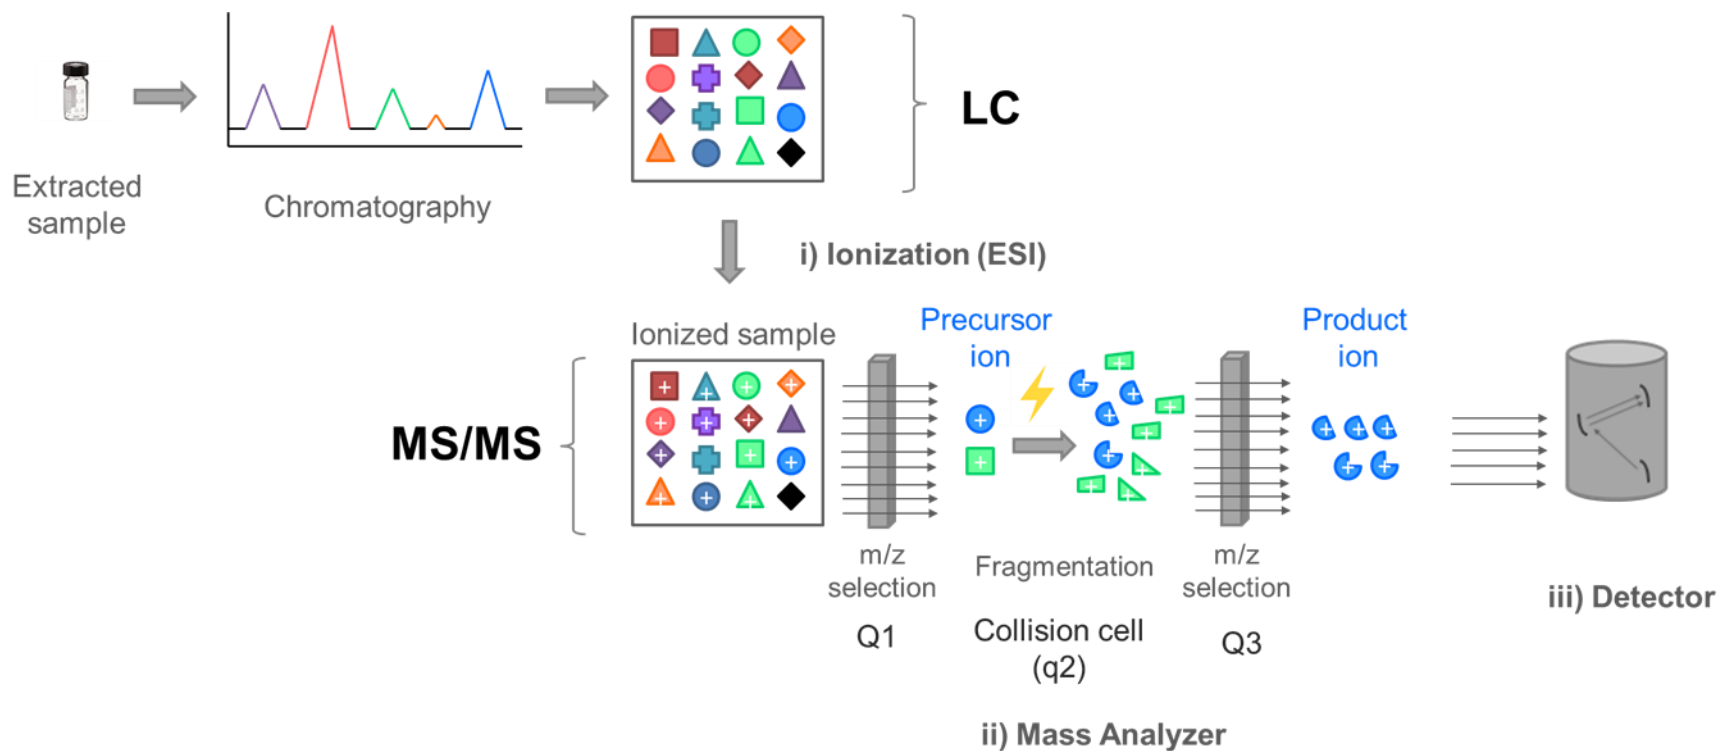 LC
Extracted
sample
Chromatography
i) Ionization (ESI)
Ionized sample
Precursor
ion
Product
ion
MS/MS
m/z
selection
Q1
Fragmentation
Collision cell
(q2)
m/z
selection
Q3
iii) Detector
ii) Mass Analyzer